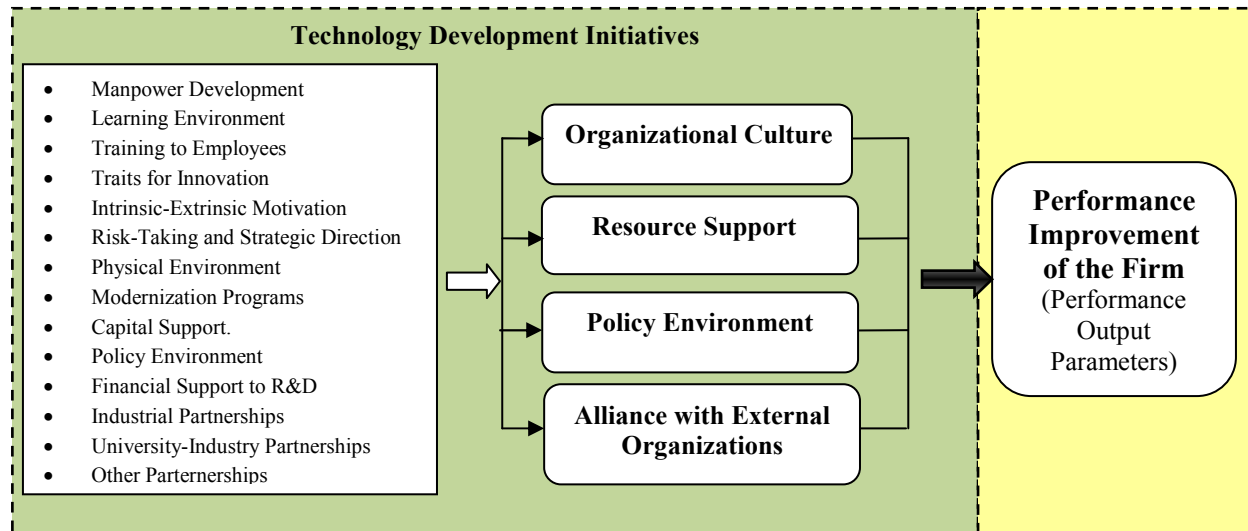 Technology Development Initiatives
• Manpower Development
• Learning Environment
• Training to Employees
• Traits for Innovation
• Intrinsic-Extrinsic Motivation
• Risk-Taking and Strategic Direction
• Physical Environment
• Modernization Programs
• Capital Support.
• Policy Environment
• Financial Support to R&D
• Industrial Partnerships
• University-Industry Partnerships
• Other Parternerships
Organizational Culture
Resource Support
Policy Environment
Alliance with External
Organizations
Performance
Improvement
of the Firm
(Performance
Output
Parameters)